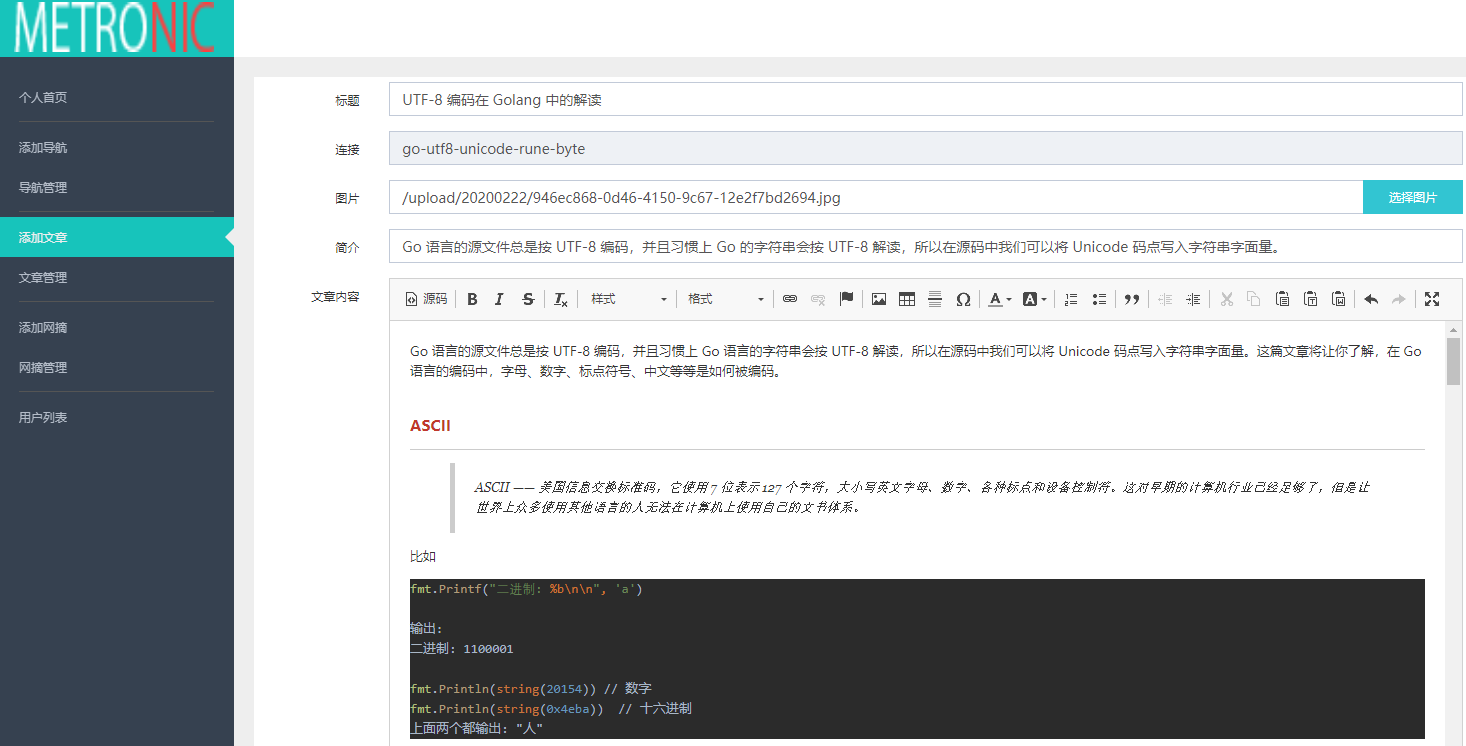 METRONIC
个人首页
添加导航
导航管理
添加文章
文章管理
添加网摘
网摘管理
用户列表
标题 UTF-8 编码在 Golang 中的解读
连接 go-utf8-unicode-rune-byte
图片 /upload/20200222/946ec868-0d46-4150-9c67-12e2f7bd2694.jpg 选择图片
简介 Go 语言的源文件总是按 UTF-8 编码，并且习惯上 Go 的字符串会按 UTF-8 解读，所以在源码中我们可以将 Unicode 码点写入字符串字面量。
文章内容
源码 B I S Tx 样式 格式 Ω A A
Go 语言的源文件总是按 UTF-8 编码，并且习惯上 Go 语言的字符串会按 UTF-8 解读，所以在源码中我们可以将 Unicode 码点写入字符串字面量。这篇文章将让你了解，在 Go
语言的编码中，字母、数字、标点符号、中文等等是如何被编码。
ASCII
ASCII —— 美国信息交换标准码，它使用 7 位表示 127 个字符，大小写英文字母、数字、各种标点和设备控制符。这对早期的计算机行业已经足够了，但是让
世界上众多使用其他语言的人无法在计算机上使用自己的文书体系。
比如
fmt.Printf("二进制: %b\n\n", 'a')
输出:
二进制: 1100001
fmt.Println(string(20154)) // 数字
fmt.Println(string(0x4eba))  // 十六进制
上面两个都输出: "人"